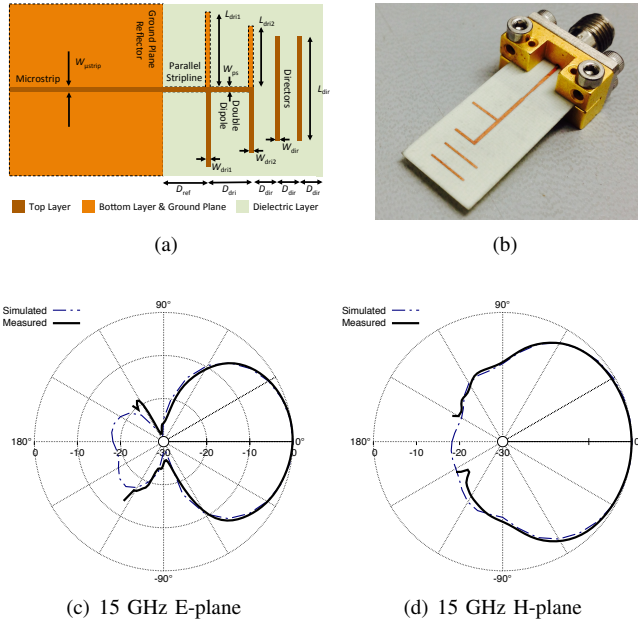 Ground Plane
Reflector
L_dri1
L_dri2
W_μstrip
Parallel
Stripline
W_ps
Microstrip
Double
Dipole
Directors
L_dir
W_dri1
W_dri2
W_dir
D_ref
D_dri
D_dir
D_dir
D_dir
Top Layer
Bottom Layer & Ground Plane
Dielectric Layer
(a)
(b)
Simulated
Measured
90°
180°
0
-10
-20
-30
-20
-10
0
-90°
(c) 15 GHz E-plane
Simulated
Measured
90°
180°
0
-10
-20
-30
1
0
-90°
(d) 15 GHz H-plane